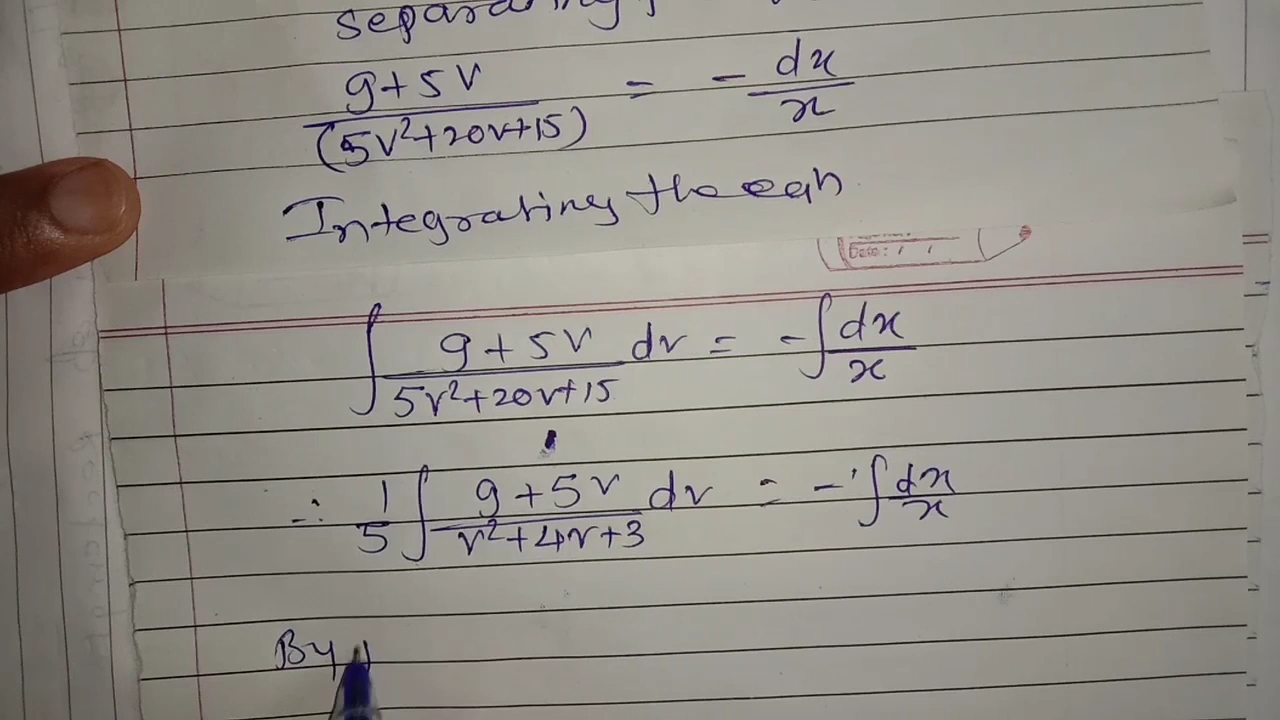 separating
9+5v/(5v²+20v+15) = - dx/x
Integrating the eqn
Date: / /
∫ 9+5v/5v²+20v+15 dv = -∫ dx/x
∴ 1/5 ∫ 9+5v/v²+4v+3 dv = -∫ dx/x
By